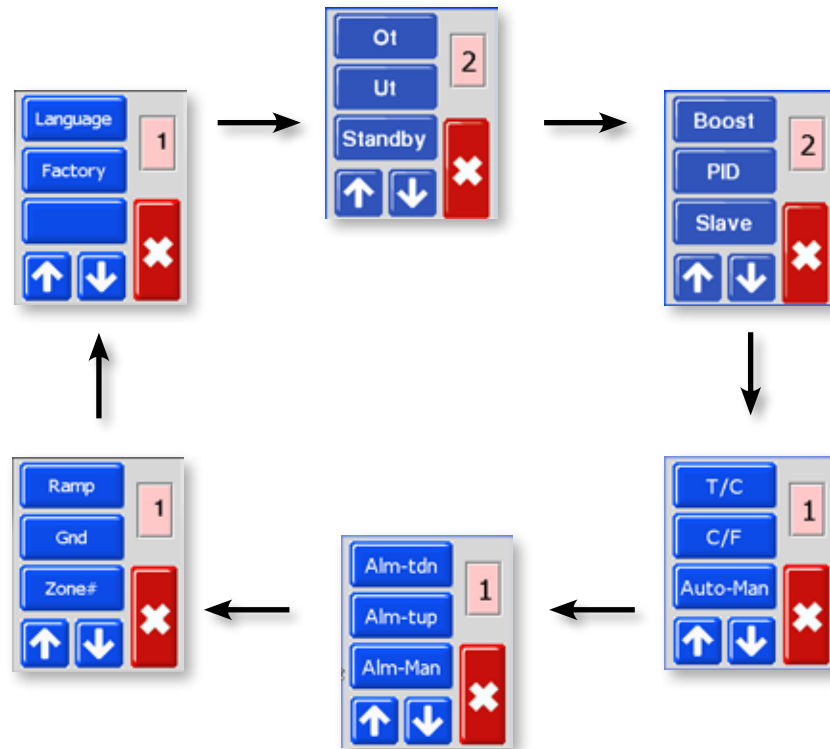 Language
1
Factory
Ot
2
Ut
Standby
Boost
2
PID
Slave
T/C
1
C/F
Auto-Man
Alm-tdn
1
Alm-tup
Alm-Man
Ramp
1
Gnd
Zone#